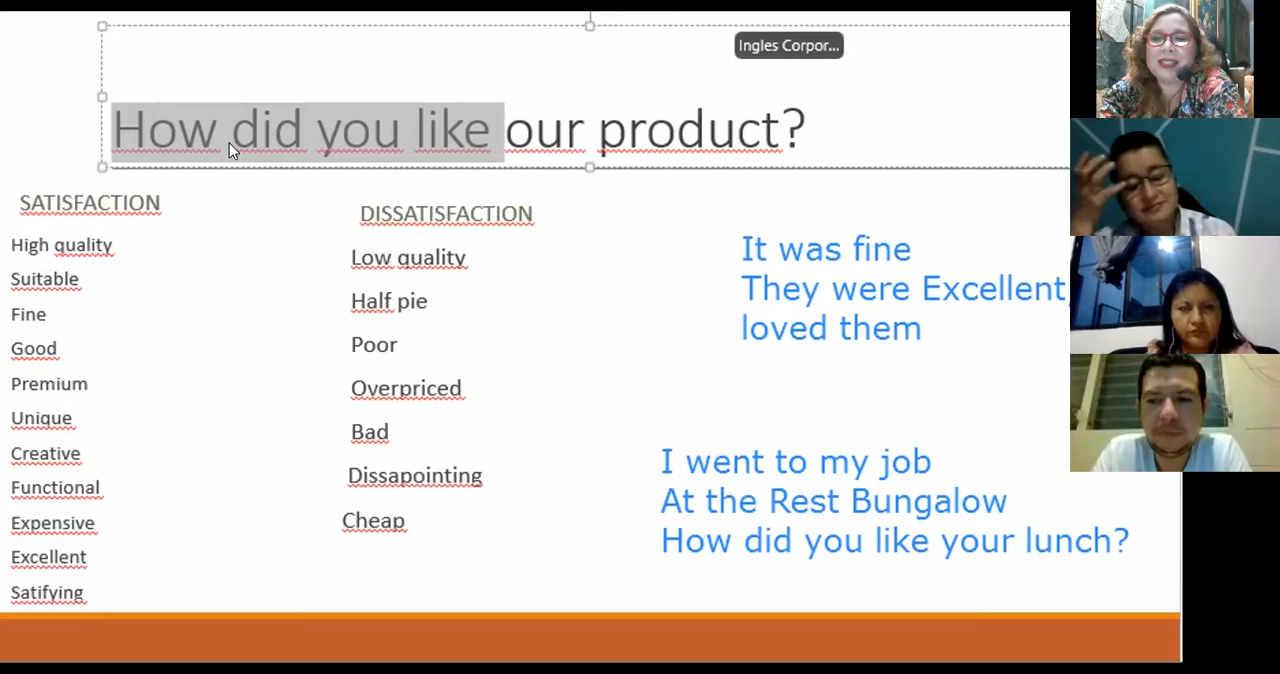 Ingles Corpor...
How did you like our product?
SATISFACTION
High quality
Suitable
Fine
Good
Premium
Unique
Creative
Functional
Expensive
Excellent
Satifying
DISSATISFACTION
Low quality
Half pie
Poor
Overpriced
Bad
Dissapointing
Cheap
It was fine
They were Excellent,
loved them
I went to my job
At the Rest Bungalow
How did you like your lunch?